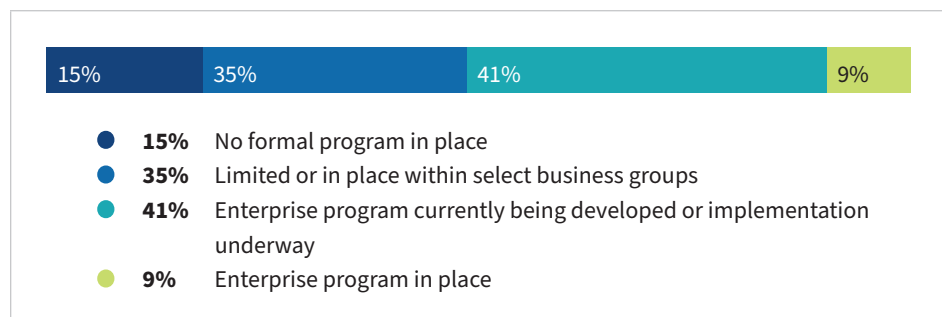 15% 35% 41% 9%
15% No formal program in place
35% Limited or in place within select business groups
41% Enterprise program currently being developed or implementation
underway
9% Enterprise program in place